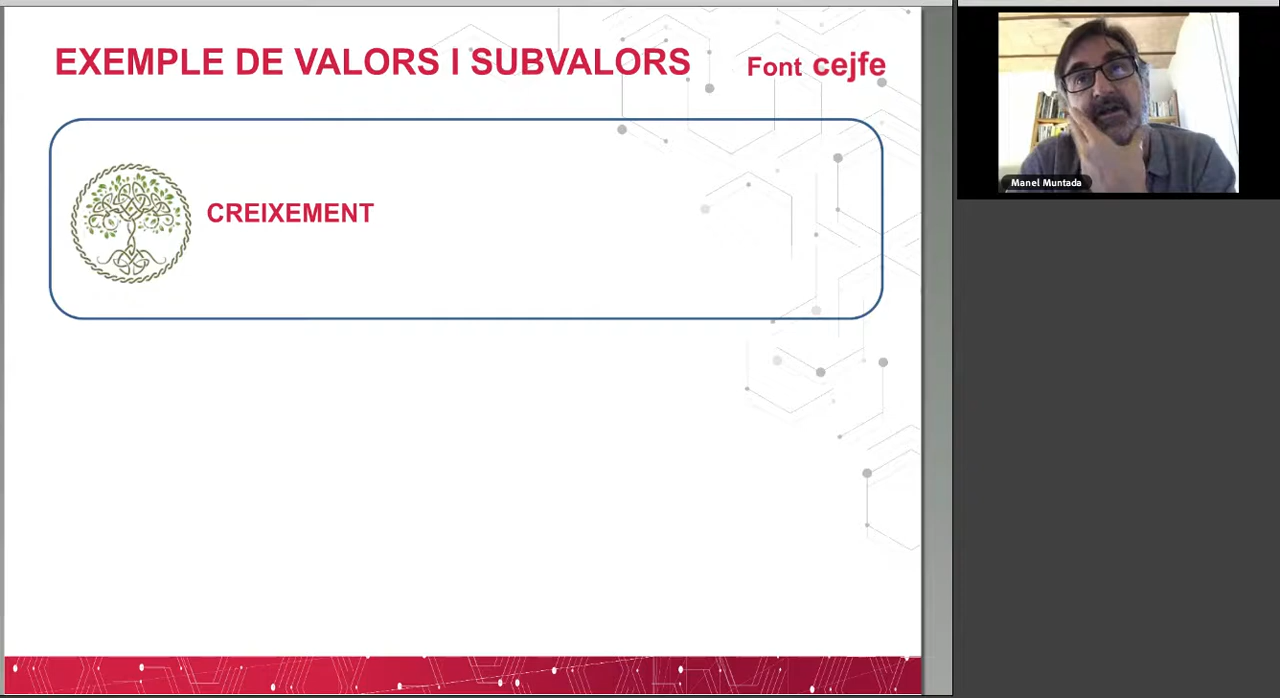 EXEMPLE DE VALORS I SUBVALORS
Font cejfe
CREIXEMENT
Manel Muntada